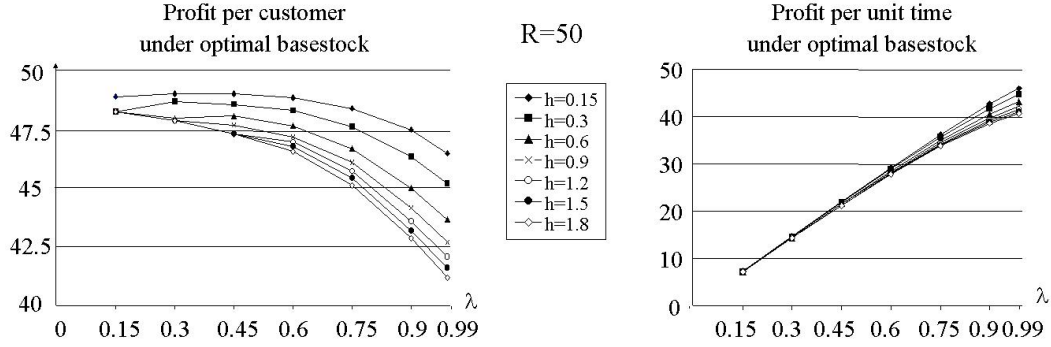 Profit per customer
under optimal basestock
50
47.5
45
42.5
40
0 0.15 0.3 0.45 0.6 0.75 0.9 0.99
λ
R=50
h=0.15
h=0.3
h=0.6
h=0.9
h=1.2
h=1.5
h=1.8
Profit per unit time
under optimal basestock
50
40
30
20
10
0
0.15 0.3 0.45 0.6 0.75 0.9 0.99
λ